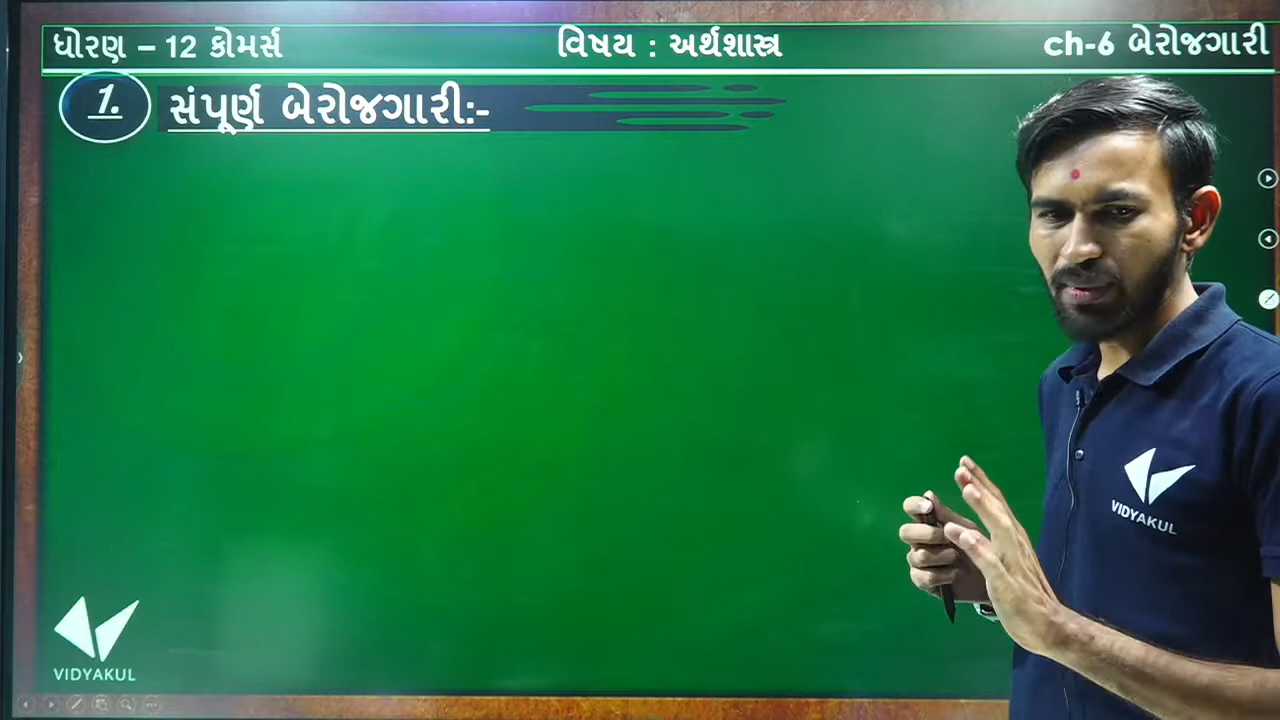 ધોરણ – 12 કોમર્સ
વિષય : અર્થશાસ્ત્ર
ch-6 બેરોજગારી
1. સંપૂર્ણ બેરોજગારી:-
VIDYAKUL
VIDYAKUL